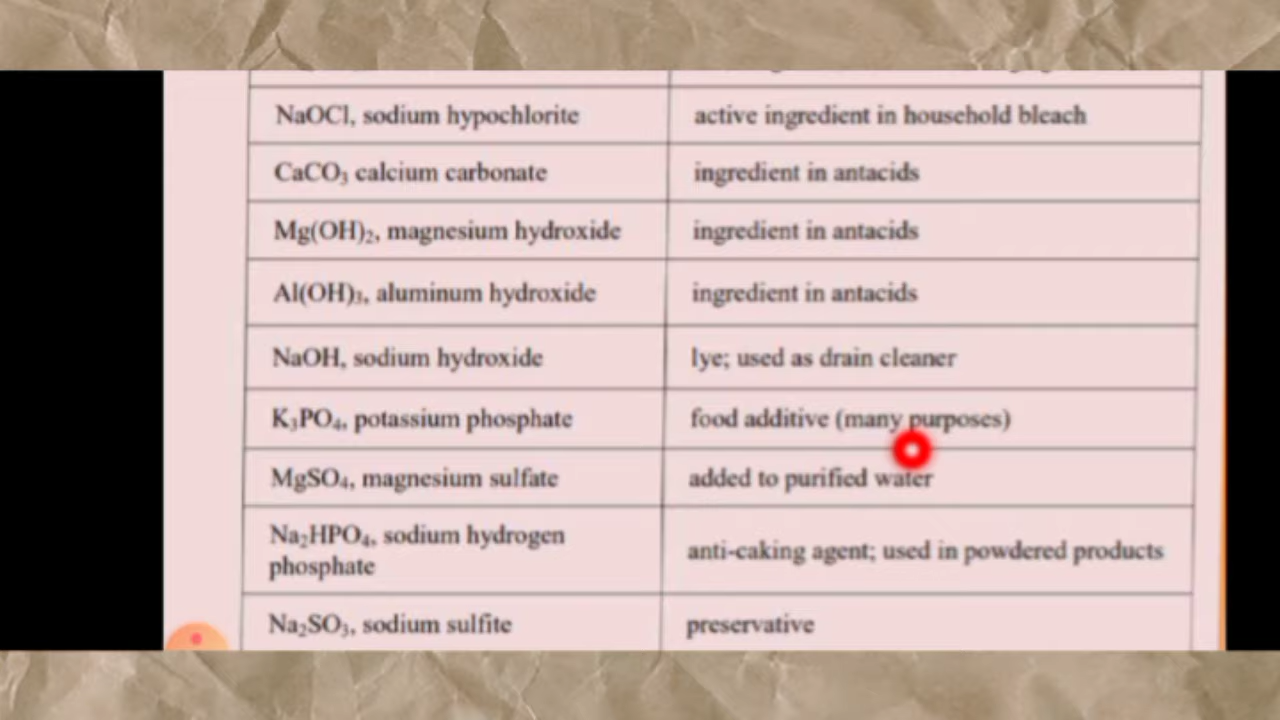 NaOCl, sodium hypochlorite active ingredient in household bleach
CaCO₃ calcium carbonate ingredient in antacids
Mg(OH)₂, magnesium hydroxide ingredient in antacids
Al(OH)₃, aluminum hydroxide ingredient in antacids
NaOH, sodium hydroxide lye; used as drain cleaner
K₃PO₄, potassium phosphate food additive (many purposes)
MgSO₄, magnesium sulfate added to purified water
Na₂HPO₄, sodium hydrogen
phosphate anti-caking agent; used in powdered products
Na₂SO₃, sodium sulfite preservative